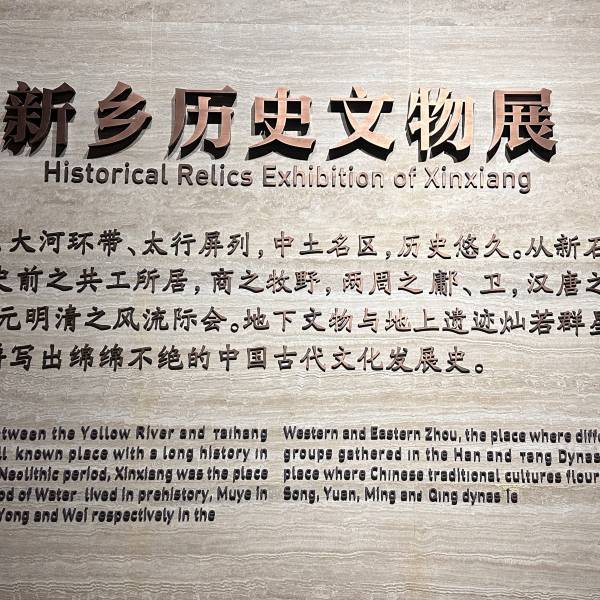 新乡历史文物展
Historical Relics Exhibition of Xinxiang
大河环带、太行屏列，中土名区，历史悠久。从新石
前之共工所居，商之牧野，两周之鄘、卫，汉唐之
元明清之风流际会。地下文物与地上遗迹灿若群星
写出绵绵不绝的中国古代文化发展史。
tween the Yellow River and Taihang
known place with a long history in
Neolithic period, Xinxiang was the place
od of Water lived in prehistory, Muye in
Yong and Wei respectively in the
Western and Eastern Zhou, the place where diffe
groups gathered in the Han and Tang Dynas
place where Chinese traditional cultures flour
Song, Yuan, Ming and Qing dynas ie